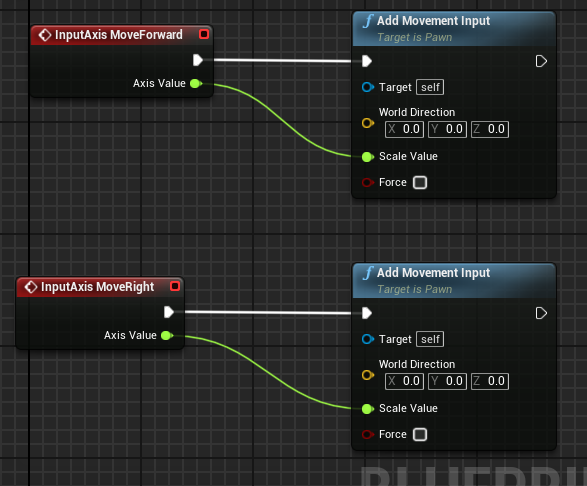 InputAxis MoveForward
Axis Value
f Add Movement Input
Target is Pawn
Target self
World Direction
X 0.0 Y 0.0 Z 0.0
Scale Value
Force
InputAxis MoveRight
Axis Value
f Add Movement Input
Target is Pawn
Target self
World Direction
X 0.0 Y 0.0 Z 0.0
Scale Value
Force